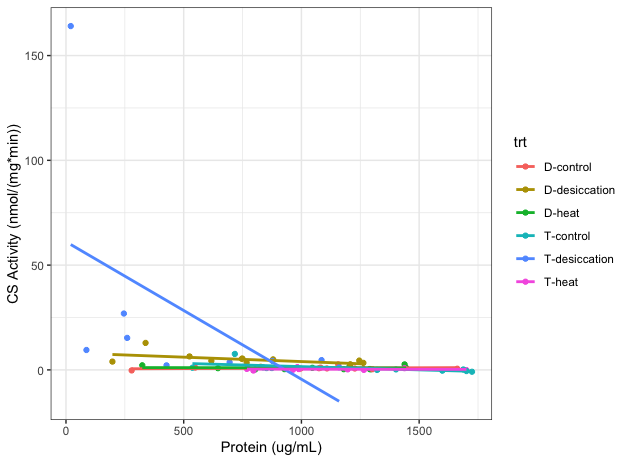 150
100
50
0
0
500
1000
1500
Protein (ug/mL)
CS Activity (nmol/(mg*min))
trt
D-control
D-desiccation
D-heat
T-control
T-desiccation
T-heat